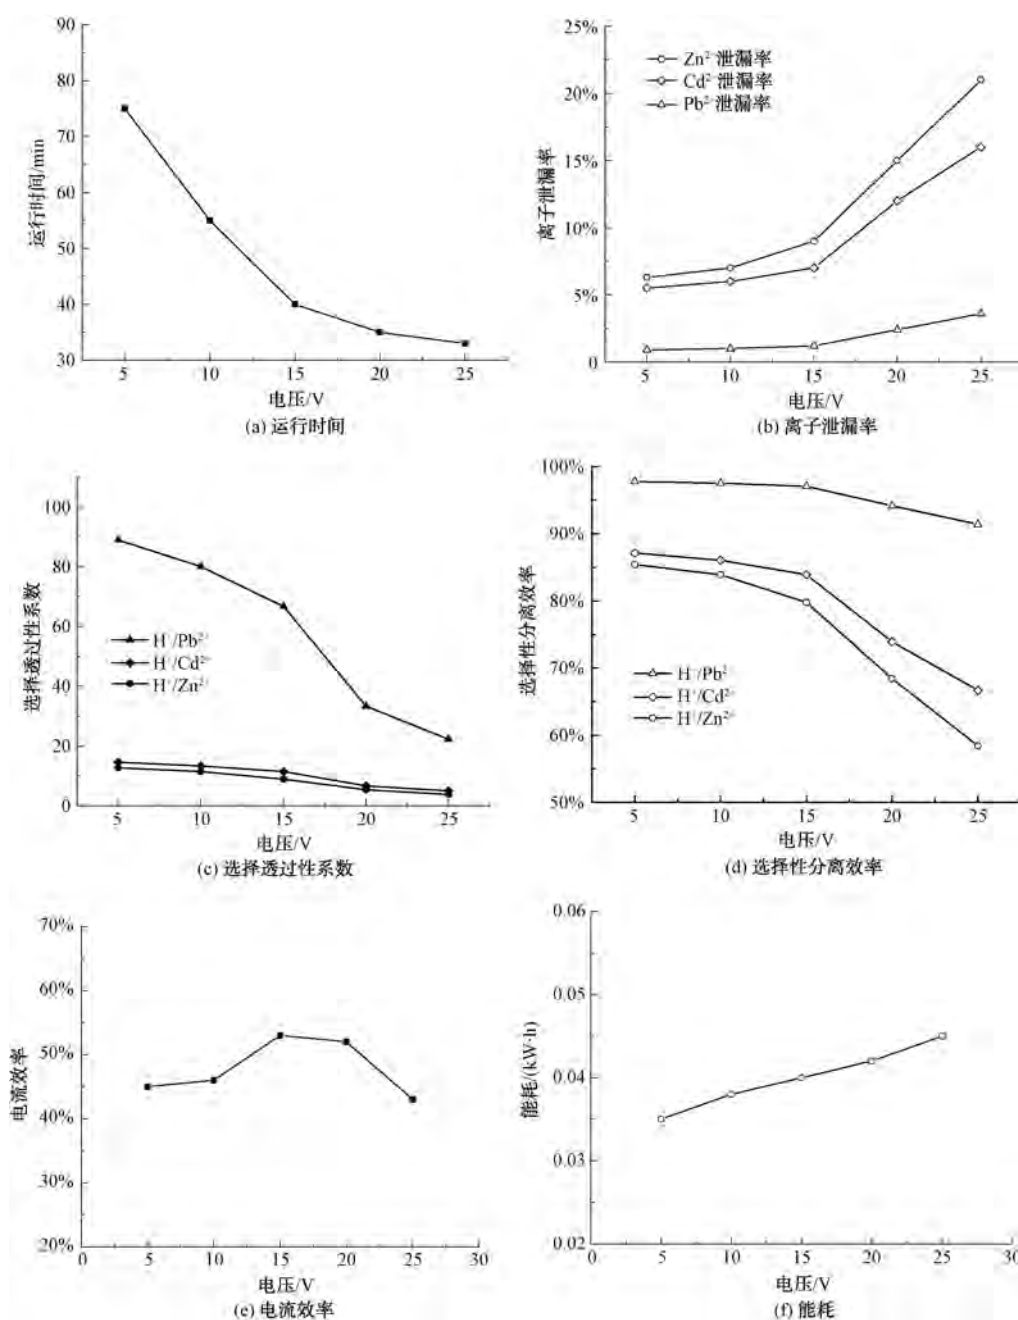 90
80
70
60
50
40
30
运行时间/min
5 10 15 20 25
电压/V
(a) 运行时间
25%
20%
15%
10%
5%
0
离子泄漏率
Zn²⁻泄漏率
Cd²⁻泄漏率
Pb²⁻泄漏率
5 10 15 20 25
电压/V
(b) 离子泄漏率
100
80
60
40
20
0
选择透过性系数
H⁺/Pb²⁺
H⁺/Cd²⁺
H⁺/Zn²⁺
5 10 15 20 25
电压/V
(c) 选择透过性系数
100%
90%
80%
70%
60%
50%
选择性分离效率
H⁺/Pb²⁺
H⁺/Cd²⁺
H⁺/Zn²⁺
5 10 15 20 25
电压/V
(d) 选择性分离效率
70%
60%
50%
40%
30%
20%
电流效率
0 5 10 15 20 25 30
电压/V
(e) 电流效率
0.06
0.05
0.04
0.03
0.02
能耗/(kW·h)
0 5 10 15 20 25 30
电压/V
(f) 能耗